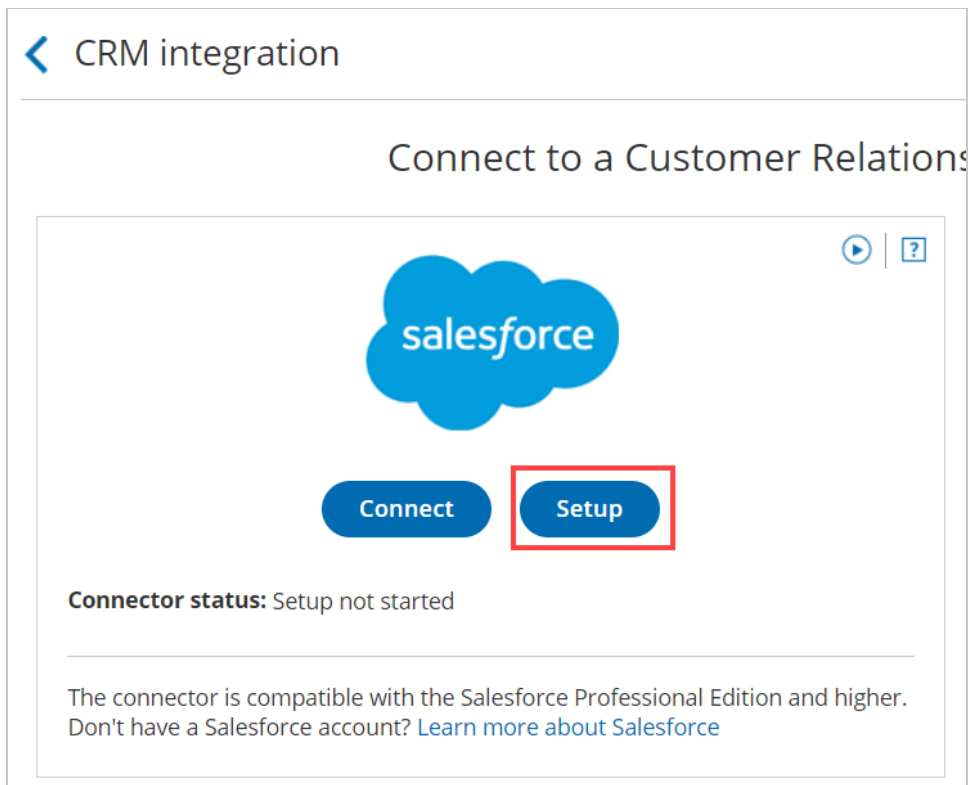 CRM integration
Connect to a Customer Relations
?
salesforce
Connect
Setup
Connector status: Setup not started
The connector is compatible with the Salesforce Professional Edition and higher.
Don't have a Salesforce account? Learn more about Salesforce